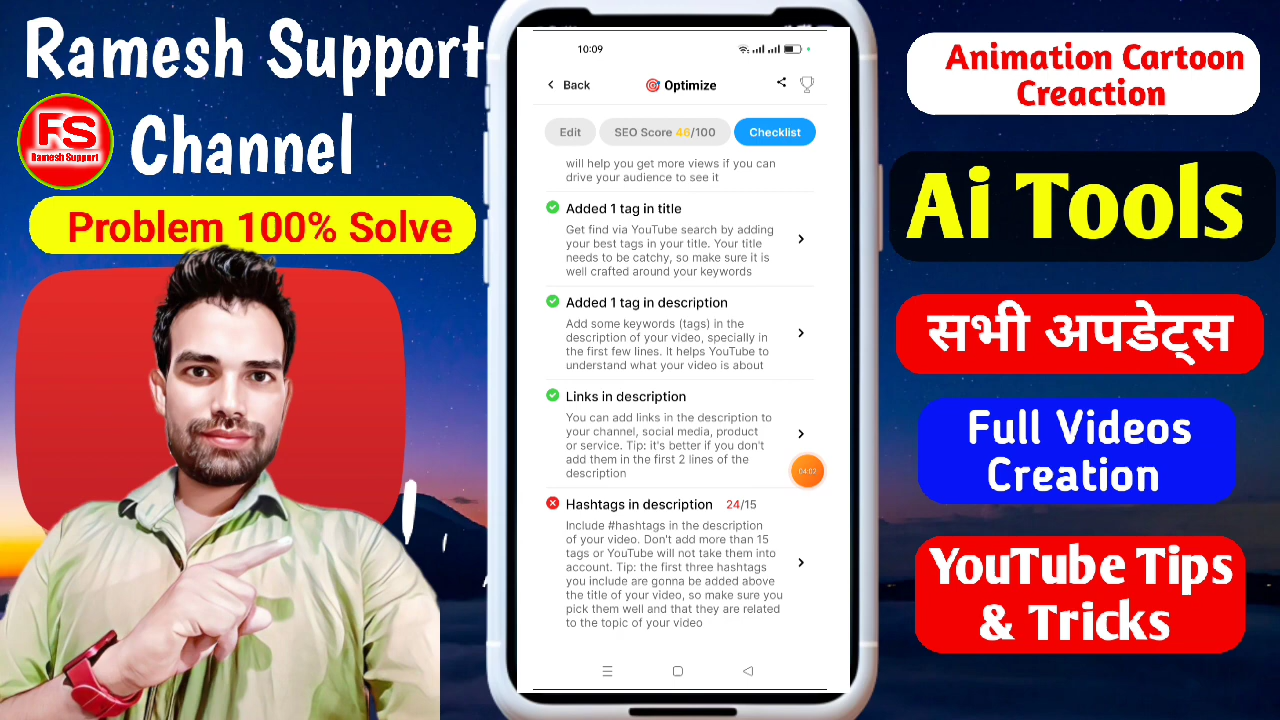 Ramesh Support
FS
Ramesh Support
Channel
Problem 100% Solve
10:09
Back
Optimize
Edit
SEO Score 46/100
Checklist
will help you get more views if you can
drive your audience to see it
Added 1 tag in title
Get find via YouTube search by adding
your best tags in your title. Your title
needs to be catchy, so make sure it is
well crafted around your keywords
Added 1 tag in description
Add some keywords (tags) in the
description of your video, specially in
the first few lines. It helps YouTube to
understand what your video is about
Links in description
You can add links in the description to
your channel, social media, product
or service. Tip: it's better if you don't
add them in the first 2 lines of the
description
04:02
Hashtags in description 24/15
Include #hashtags in the description
of your video. Don't add more than 15
tags or YouTube will not take them into
account. Tip: the first three hashtags
you include are gonna be added above
the title of your video, so make sure you
pick them well and that they are related
to the topic of your video
Animation Cartoon
Creaction
Ai Tools
सभी अपडेट्स
Full Videos
Creation
YouTube Tips
& Tricks